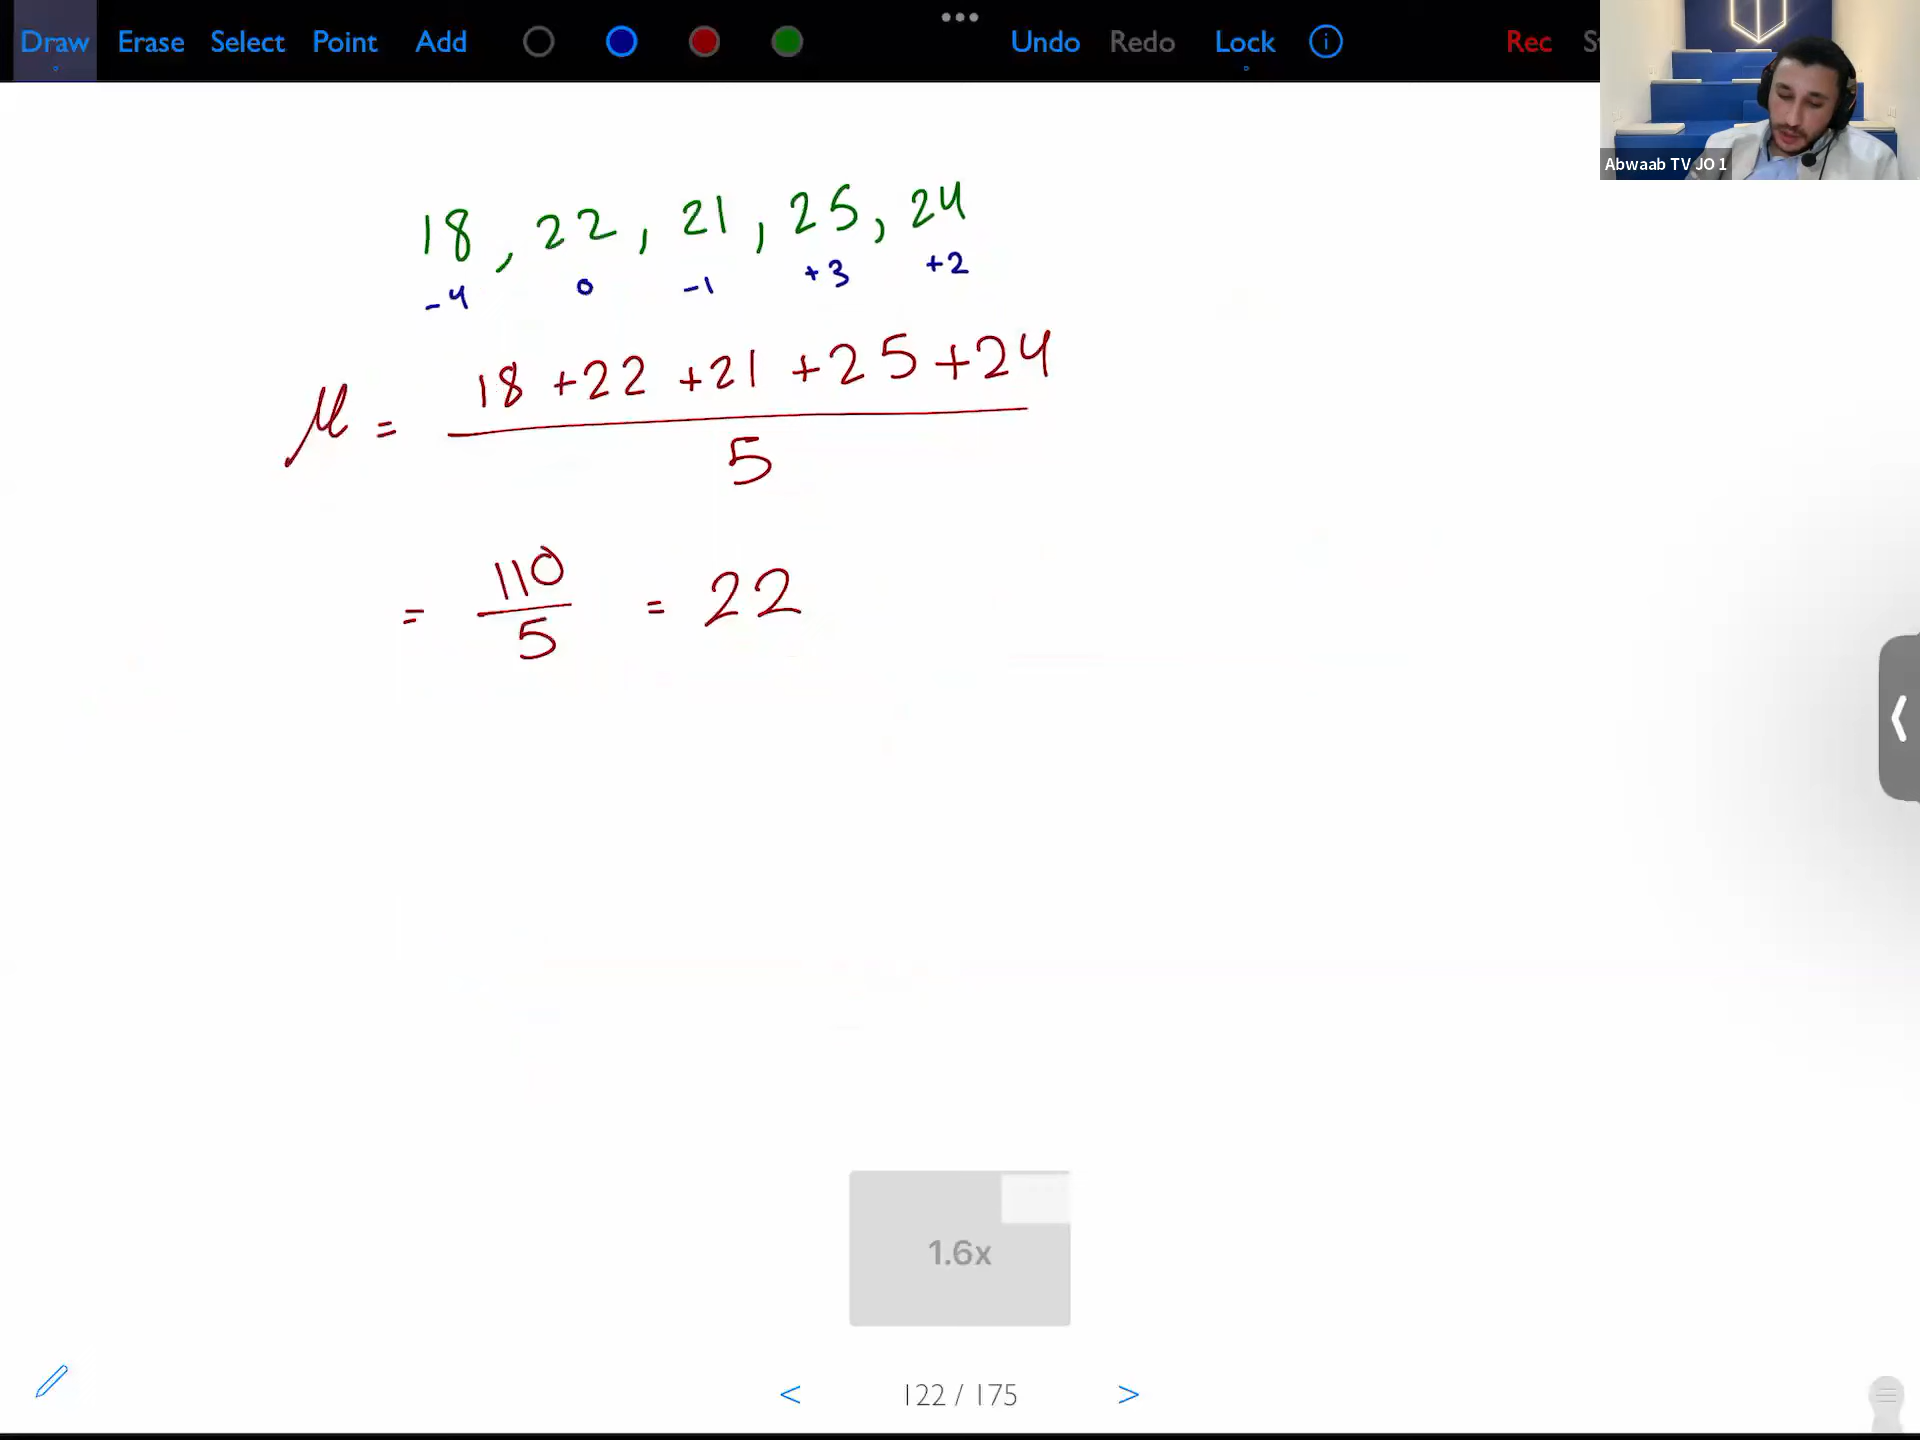 Draw Erase Select Point Add Undo Redo Lock Rec
Abwaab TV JO 1
18, 22, 21, 25, 24
-4 0 -1 +3 +2
μ = 18 + 22 + 21 + 25 + 24
5
= 110/5 = 22
1.6x
< 122 / 175 >